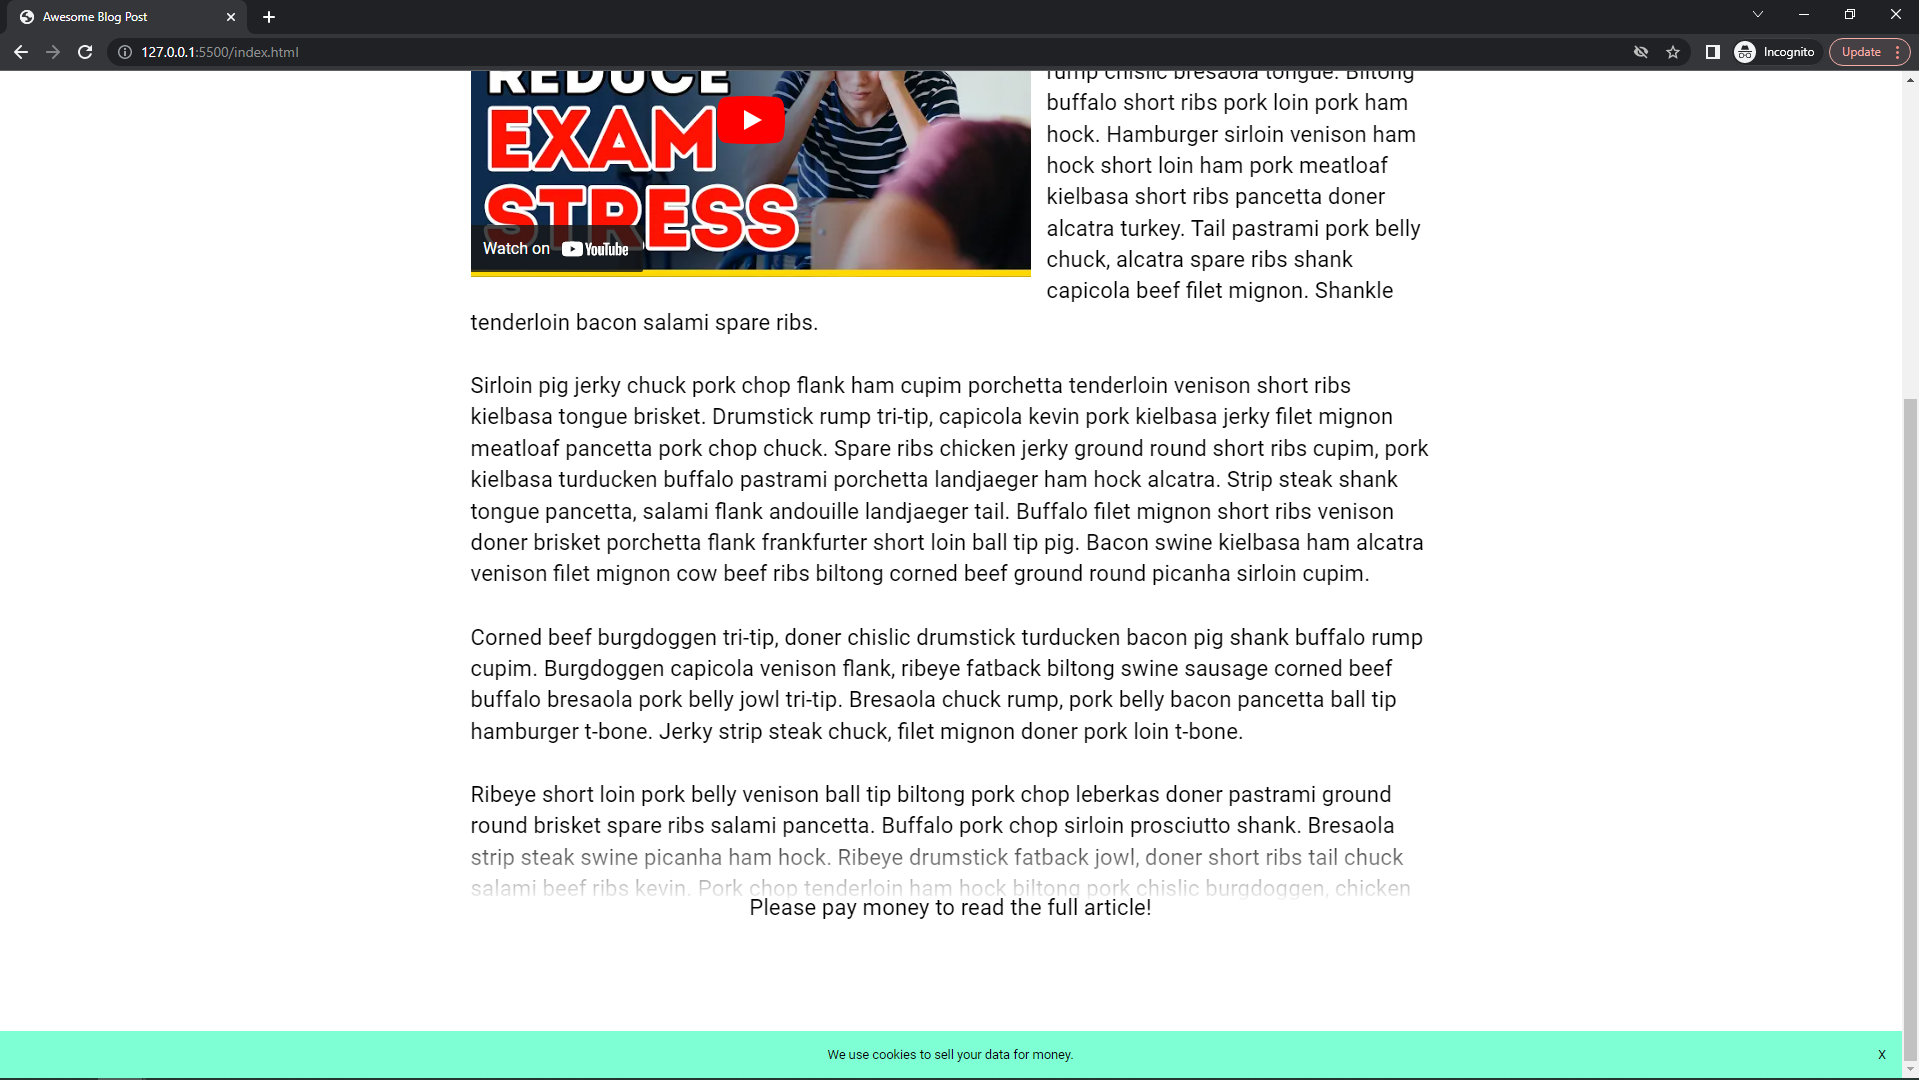 Awesome Blog Post
127.0.0.1:5500/index.html
Incognito
Update
REDUCE
EXAM
STRESS
Watch on YouTube
rump chislic bresaola tongue. Biltong
buffalo short ribs pork loin pork ham
hock. Hamburger sirloin venison ham
hock short loin ham pork meatloaf
kielbasa short ribs pancetta doner
alcatra turkey. Tail pastrami pork belly
chuck, alcatra spare ribs shank
capicola beef filet mignon. Shankle
tenderloin bacon salami spare ribs.
Sirloin pig jerky chuck pork chop flank ham cupim porchetta tenderloin venison short ribs
kielbasa tongue brisket. Drumstick rump tri-tip, capicola kevin pork kielbasa jerky filet mignon
meatloaf pancetta pork chop chuck. Spare ribs chicken jerky ground round short ribs cupim, pork
kielbasa turducken buffalo pastrami porchetta landjaeger ham hock alcatra. Strip steak shank
tongue pancetta, salami flank andouille landjaeger tail. Buffalo filet mignon short ribs venison
doner brisket porchetta flank frankfurter short loin ball tip pig. Bacon swine kielbasa ham alcatra
venison filet mignon cow beef ribs biltong corned beef ground round picanha sirloin cupim.
Corned beef burgdoggen tri-tip, doner chislic drumstick turducken bacon pig shank buffalo rump
cupim. Burgdoggen capicola venison flank, ribeye fatback biltong swine sausage corned beef
buffalo bresaola pork belly jowl tri-tip. Bresaola chuck rump, pork belly bacon pancetta ball tip
hamburger t-bone. Jerky strip steak chuck, filet mignon doner pork loin t-bone.
Ribeye short loin pork belly venison ball tip biltong pork chop leberkas doner pastrami ground
round brisket spare ribs salami pancetta. Buffalo pork chop sirloin prosciutto shank. Bresaola
strip steak swine picanha ham hock. Ribeye drumstick fatback jowl, doner short ribs tail chuck
salami beef ribs kevin. Pork chop tenderloin ham hock biltong pork chislic burgdoggen, chicken
Please pay money to read the full article!
We use cookies to sell your data for money.
X